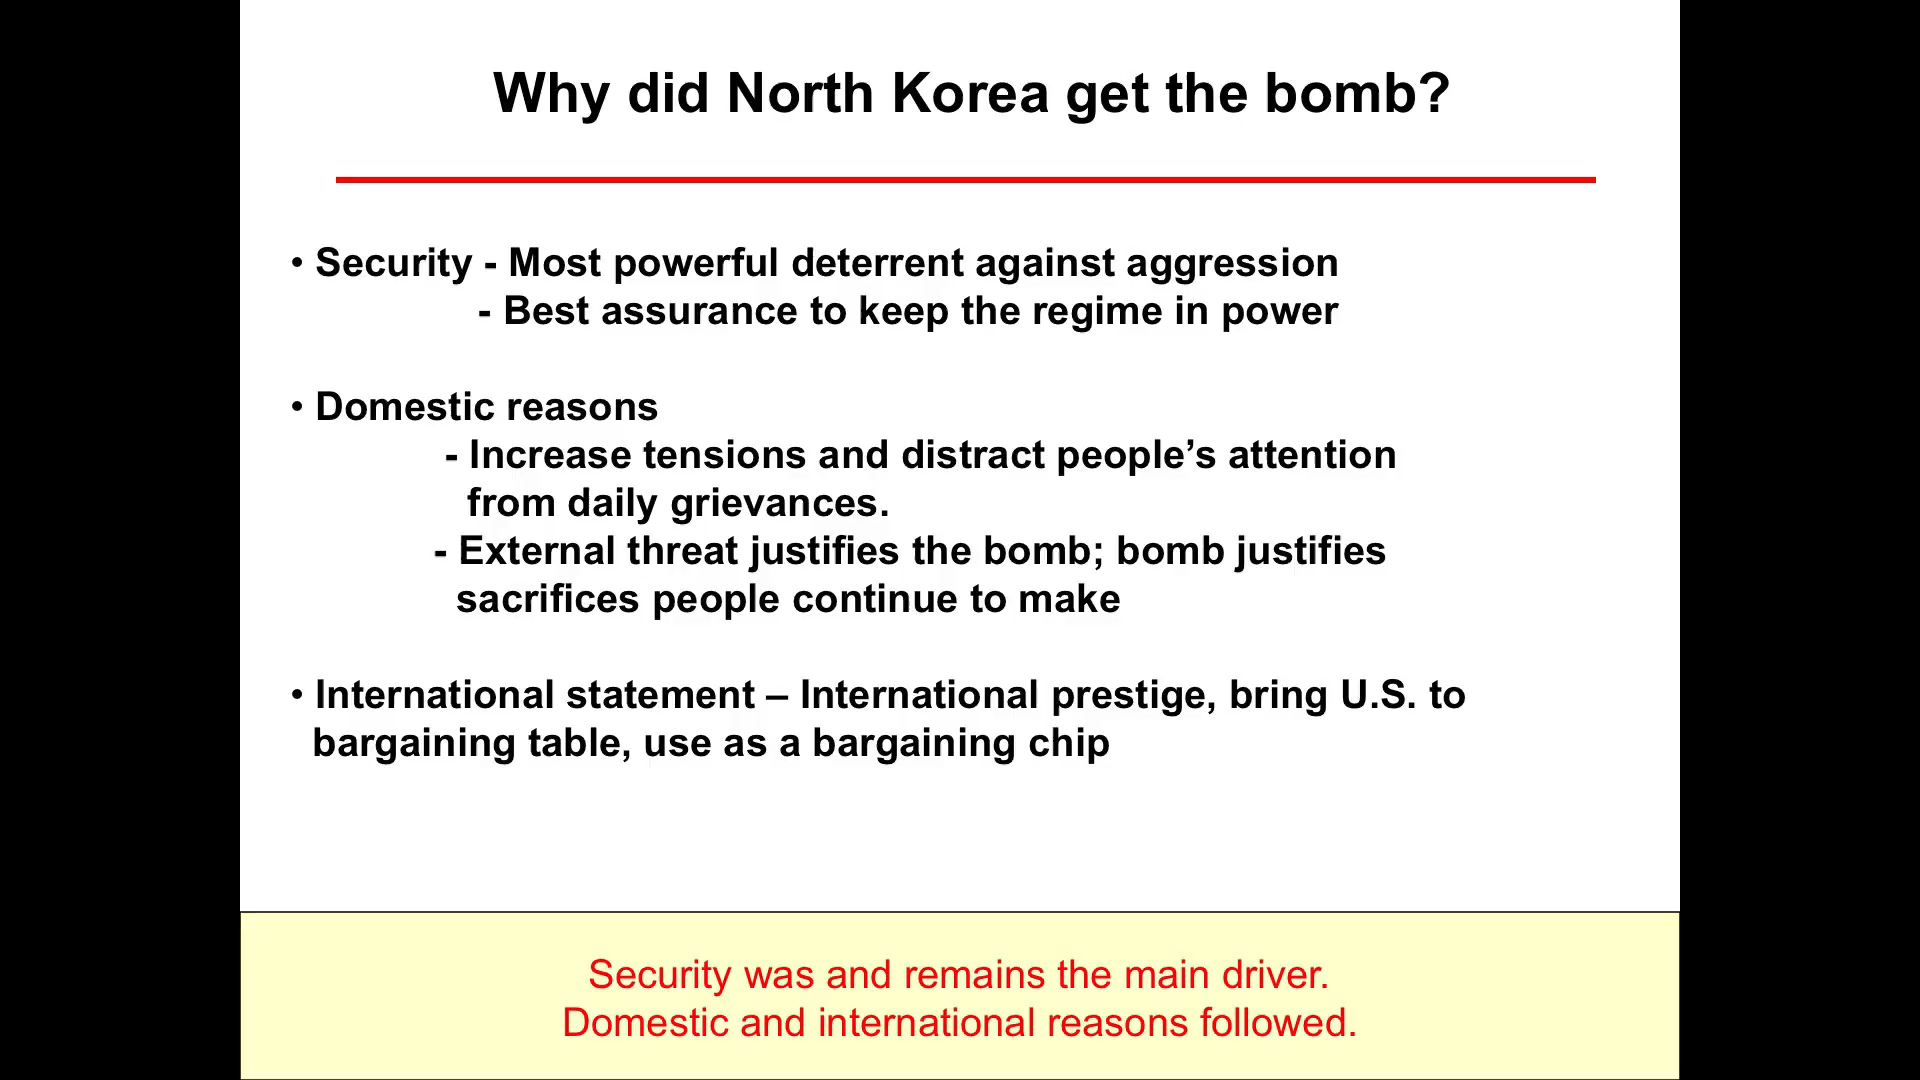 Why did North Korea get the bomb?
• Security - Most powerful deterrent against aggression
- Best assurance to keep the regime in power
• Domestic reasons
- Increase tensions and distract people’s attention
from daily grievances.
- External threat justifies the bomb; bomb justifies
sacrifices people continue to make
• International statement – International prestige, bring U.S. to
bargaining table, use as a bargaining chip
Security was and remains the main driver.
Domestic and international reasons followed.